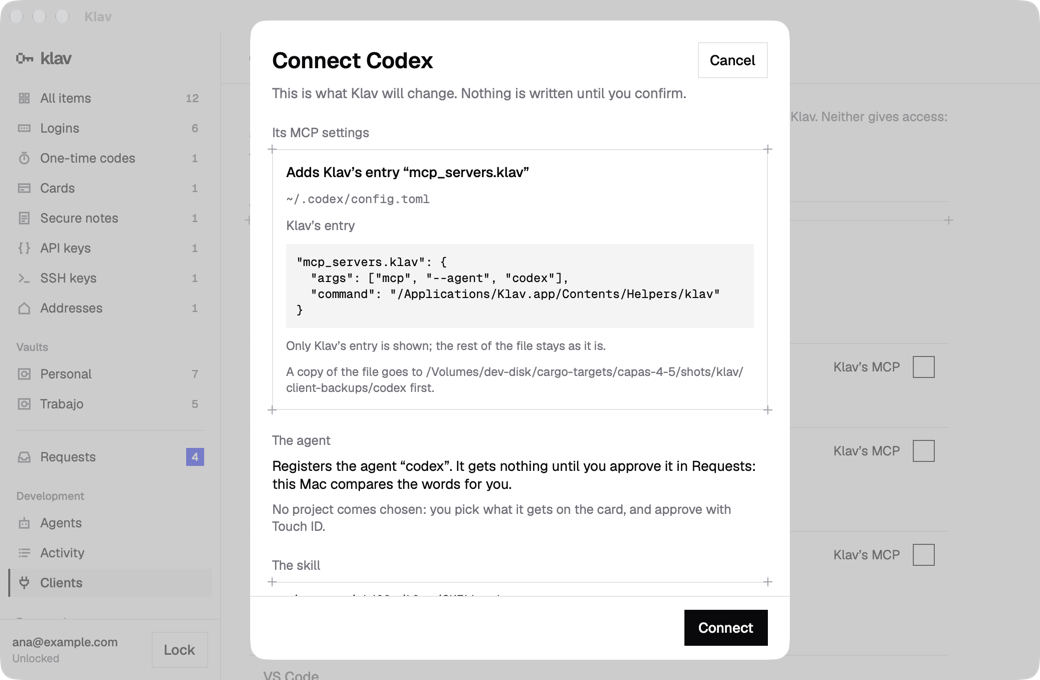 Klav
klav
All items 12
Logins 6
One-time codes 1
Cards 1
Secure notes 1
API keys 1
SSH keys 1
Addresses 1
Vaults
Personal 7
Trabajo 5
Requests 4
Development
Agents
Activity
Clients
ana@example.com
Unlocked
Lock
Connect Codex
Cancel
This is what Klav will change. Nothing is written until you confirm.
Its MCP settings
Adds Klav’s entry “mcp_servers.klav”
~/.codex/config.toml
Klav’s entry
"mcp_servers.klav": {
"args": ["mcp", "--agent", "codex"],
"command": "/Applications/Klav.app/Contents/Helpers/klav"
}
Only Klav’s entry is shown; the rest of the file stays as it is.
A copy of the file goes to /Volumes/dev-disk/cargo-targets/capas-4-5/shots/klav/
client-backups/codex first.
The agent
Registers the agent “codex”. It gets nothing until you approve it in Requests:
this Mac compares the words for you.
No project comes chosen: you pick what it gets on the card, and approve with
Touch ID.
The skill
Connect
Klav. Neither gives access:
Klav’s MCP
Klav’s MCP
Klav’s MCP
VS Code